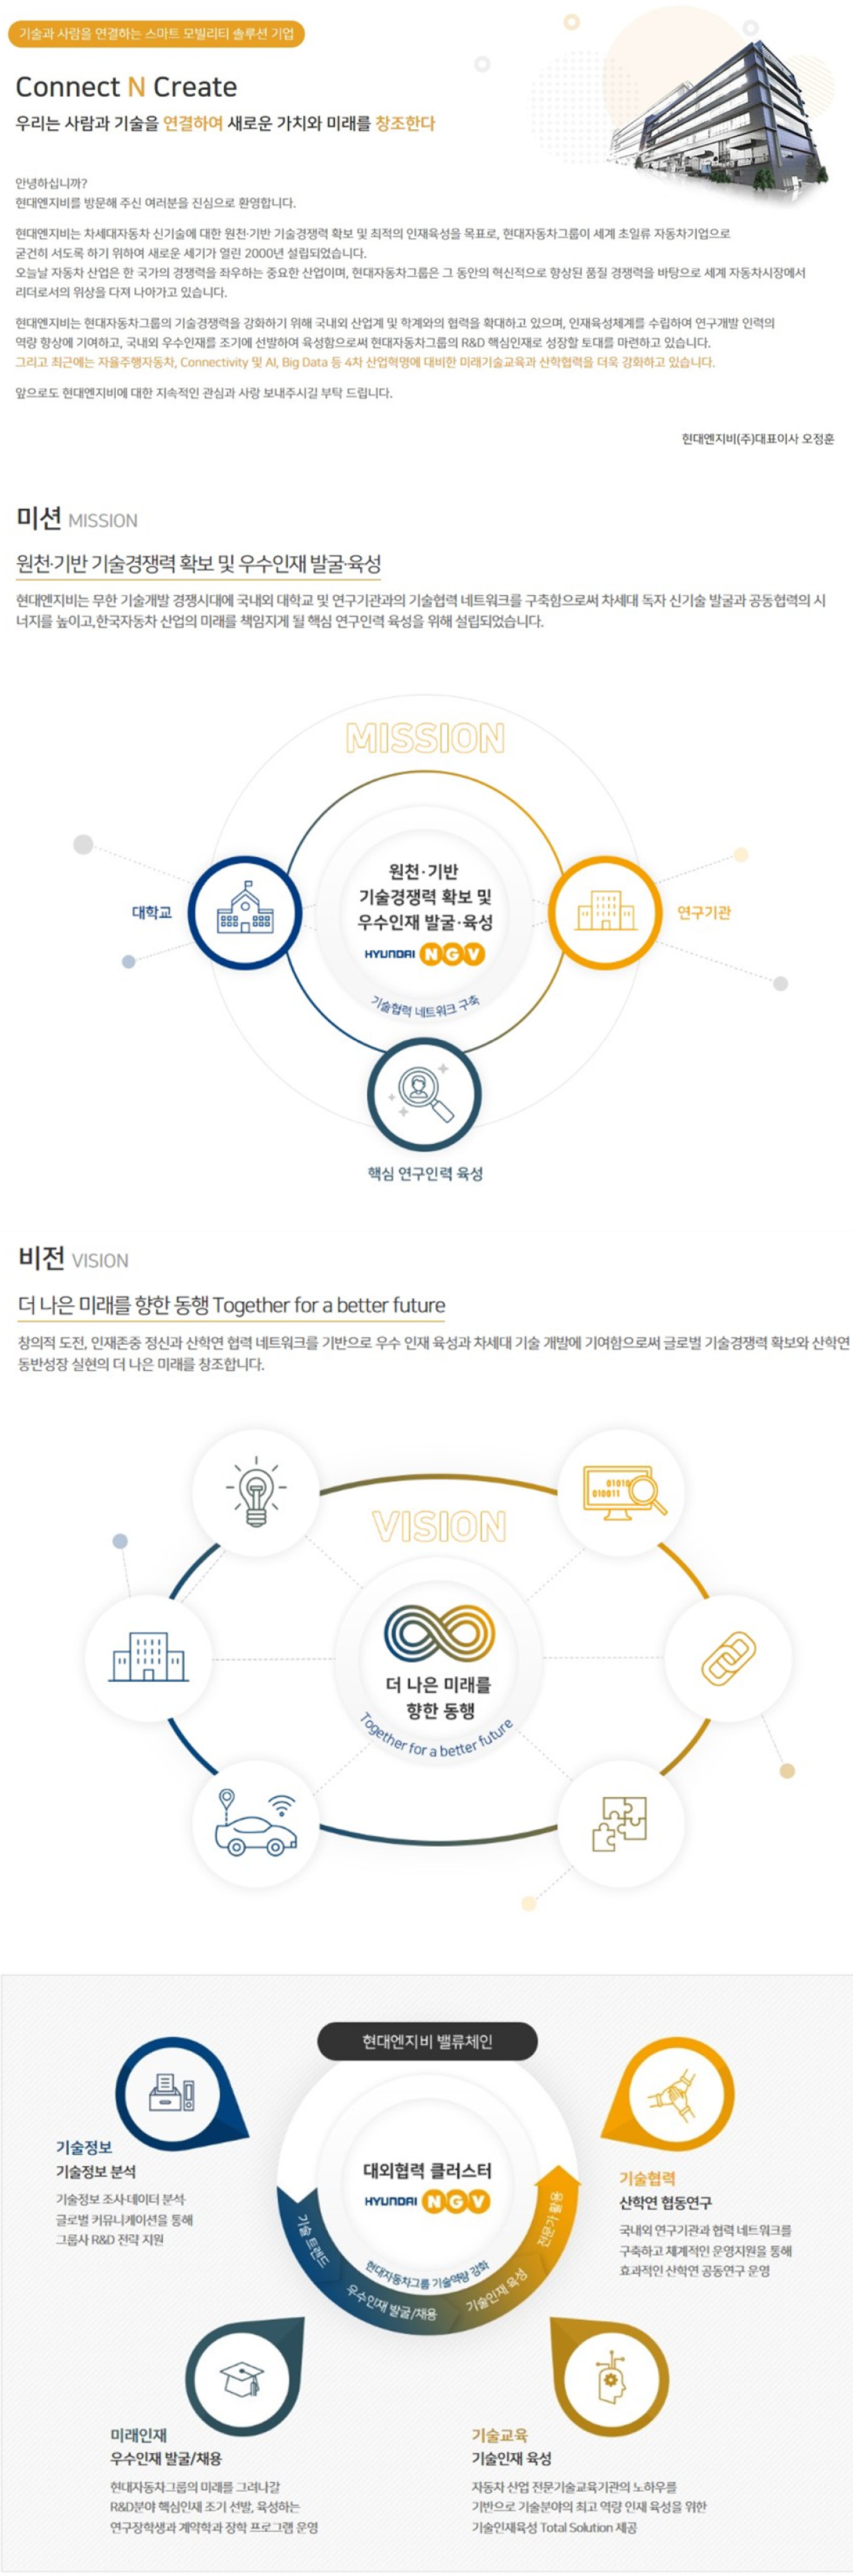 기술과 사람을 연결하는 스마트 모빌리티 솔루션 기업
Connect N Create
우리는 사람과 기술을 연결하여 새로운 가치와 미래를 창조한다
안녕하십니까?
현대엔지비를 방문해 주신 여러분을 진심으로 환영합니다.
현대엔지비는 차세대자동차 신기술에 대한 원천·기반 기술경쟁력 확보 및 최적의 인재육성을 목표로, 현대자동차그룹이 세계 초일류 자동차기업으로
굳건히 서도록 하기 위하여 새로운 세기가 열린 2000년 설립되었습니다.
오늘날 자동차 산업은 한 국가의 경쟁력을 좌우하는 중요한 산업이며, 현대자동차그룹은 그 동안의 혁신적으로 향상된 품질 경쟁력을 바탕으로 세계 자동차시장에서
리더로서의 위상을 다져 나아가고 있습니다.
현대엔지비는 현대자동차그룹의 기술경쟁력을 강화하기 위해 국내외 산업계 및 학계와의 협력을 확대하고 있으며, 인재육성체계를 수립하여 연구개발 인력의
역량 향상에 기여하고, 국내외 우수인재를 조기에 선발하여 육성함으로써 현대자동차그룹의 R&D 핵심인재로 성장할 토대를 마련하고 있습니다.
그리고 최근에는 자율주행자동차, Connectivity 및 AI, Big Data 등 4차 산업혁명에 대비한 미래기술교육과 산학협력을 더욱 강화하고 있습니다.
앞으로도 현대엔지비에 대한 지속적인 관심과 사랑 보내주시길 부탁 드립니다.
현대엔지비(주)대표이사 오정훈
미션 MISSION
원천·기반 기술경쟁력 확보 및 우수인재 발굴·육성
현대엔지비는 무한 기술개발 경쟁시대에 국내외 대학교 및 연구기관과의 기술협력 네트워크를 구축함으로써 차세대 독자 신기술 발굴과 공동협력의 시
너지를 높이고,한국자동차 산업의 미래를 책임지게 될 핵심 연구인력 육성을 위해 설립되었습니다.
MISSION
원천·기반
기술경쟁력 확보 및
우수인재 발굴·육성
HYUNDAI NGV
대학교
연구기관
기술협력 네트워크 구축
핵심 연구인력 육성
비전 VISION
더 나은 미래를 향한 동행 Together for a better future
창의적 도전, 인재존중 정신과 산학연 협력 네트워크를 기반으로 우수 인재 육성과 차세대 기술 개발에 기여함으로써 글로벌 기술경쟁력 확보와 산학연
동반성장 실현의 더 나은 미래를 창조합니다.
01010
010011
VISION
더 나은 미래를
향한 동행
Together for a better future
현대엔지비 밸류체인
대외협력 클러스터
HYUNDAI NGV
현대자동차그룹 기술역량 강화
기술 트렌드
우수인재 발굴/채용
기술인재 육성
전문가 활용
기술정보
기술정보 분석
기술정보 조사·데이터 분석·
글로벌 커뮤니케이션을 통해
그룹사 R&D 전략 지원
기술협력
산학연 협동연구
국내외 연구기관과 협력 네트워크를
구축하고 체계적인 운영지원을 통해
효과적인 산학연 공동연구 운영
미래인재
우수인재 발굴/채용
현대자동차그룹의 미래를 그려나갈
R&D분야 핵심인재 조기 선발, 육성하는
연구장학생과 계약학과 장학 프로그램 운영
기술교육
기술인재 육성
자동차 산업 전문기술교육기관의 노하우를
기반으로 기술분야의 최고 역량 인재 육성을 위한
기술인재육성 Total Solution 제공